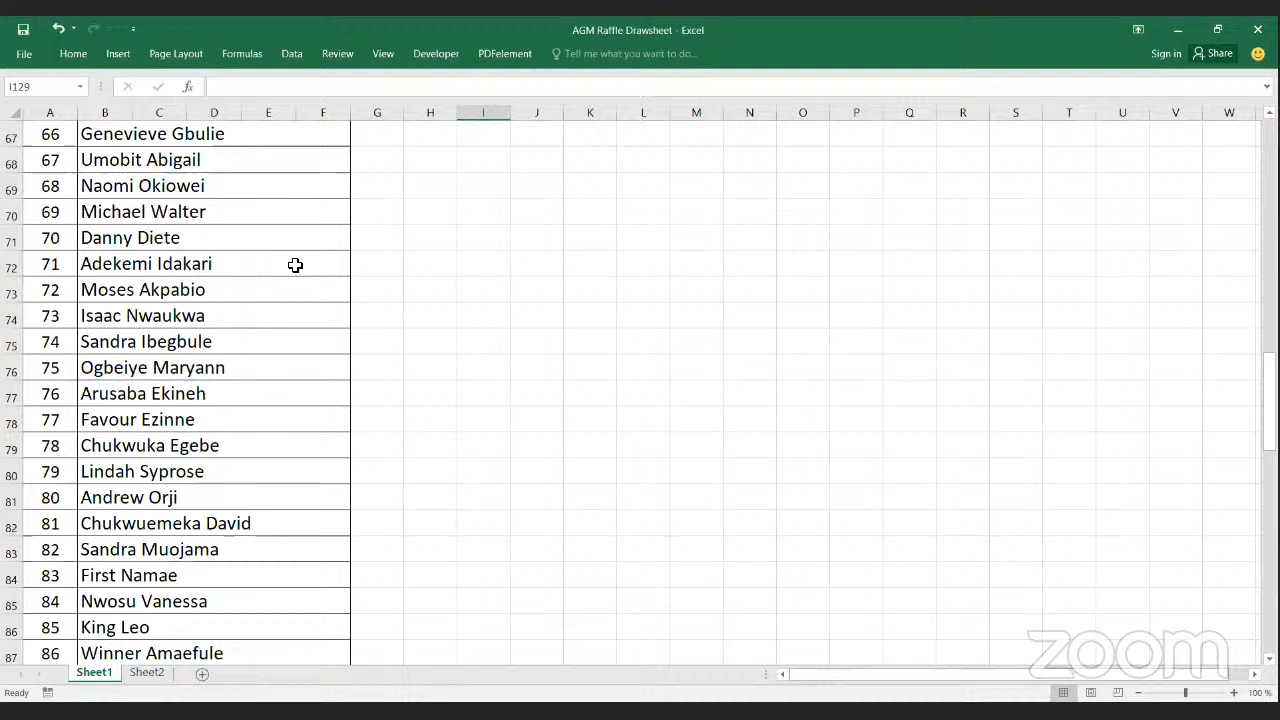 AGM Raffle Drawsheet - Excel
File Home Insert Page Layout Formulas Data Review View Developer PDFelement Tell me what you want to do... Sign in Share
I129 fx
A B C D E F G H I J K L M N O P Q R S T U V W
67 66 Genevieve Gbulie
68 67 Umobit Abigail
69 68 Naomi Okiowei
70 69 Michael Walter
71 70 Danny Diete
72 71 Adekemi Idakari
73 72 Moses Akpabio
74 73 Isaac Nwaukwa
75 74 Sandra Ibegbule
76 75 Ogbeiye Maryann
77 76 Arusaba Ekineh
78 77 Favour Ezinne
79 78 Chukwuka Egebe
80 79 Lindah Syprose
81 80 Andrew Orji
82 81 Chukwuemeka David
83 82 Sandra Muojama
84 83 First Namae
85 84 Nwosu Vanessa
86 85 King Leo
87 86 Winner Amaefule
zoom
Sheet1 Sheet2
Ready 100 %